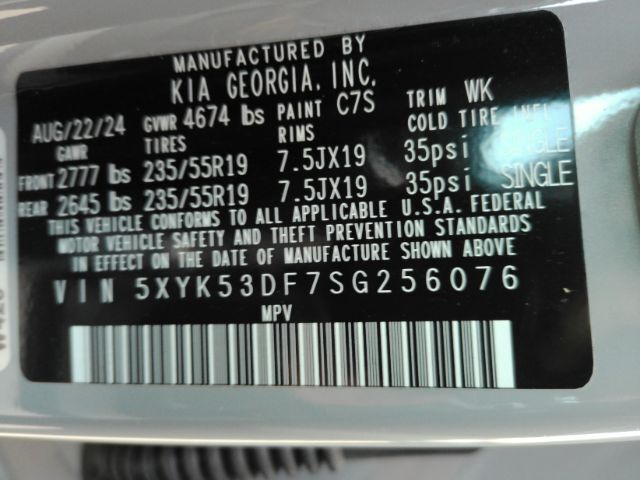 MANUFACTURED BY
KIA GEORGIA, INC.
AUG/22/24 GVWR 4674 lbs PAINT C7S TRIM WK
GAWR TIRES RIMS COLD TIRE INFL
FRONT 2777 lbs 235/55R19 7.5JX19 35psi SINGLE
REAR 2645 lbs 235/55R19 7.5JX19 35psi SINGLE
THIS VEHICLE CONFORMS TO ALL APPLICABLE U.S.A. FEDERAL
MOTOR VEHICLE SAFETY AND THEFT PREVENTION STANDARDS
IN EFFECT ON THE DATE OF MANUFACTURE SHOWN ABOVE
VIN 5XYK53DF7SG256076
MPV